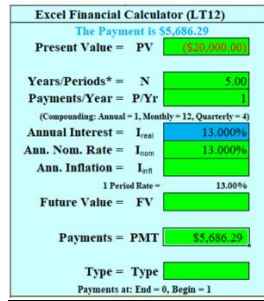 Excel Financial Calculator (LT12)
The Payment is $5,686.29
Present Value = PV ($20,000.00)
Years/Periods* = N 5.00
Payments/Year = P/Yr 1
(Compounding: Annual = 1, Monthly = 12, Quarterly = 4)
Annual Interest = Ireal 13.000%
Ann. Nom. Rate = Inom 13.000%
Ann. Inflation = Iinfl
1 Period Rate = 13.00%
Future Value = FV
Payments = PMT $5,686.29
Type = Type
Payments at: End = 0, Begin = 1